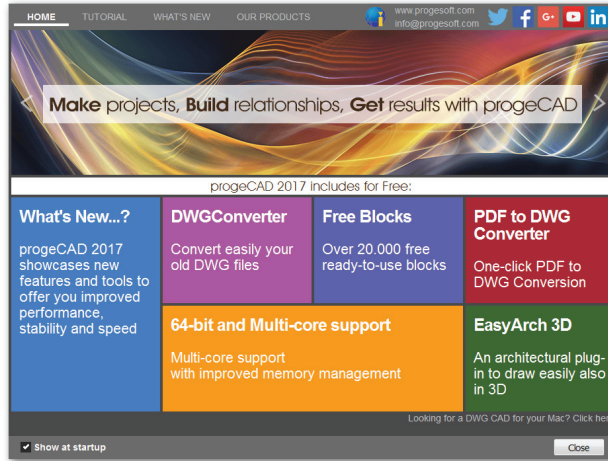 HOME TUTORIAL WHAT'S NEW OUR PRODUCTS
www.progesoft.com
info@progesoft.com
Make projects, Build relationships, Get results with progeCAD
progeCAD 2017 includes for Free:
What's New...?
progeCAD 2017
showcases new
features and tools to
offer you improved
performance,
stability and speed
DWGConverter
Convert easily your
old DWG files
Free Blocks
Over 20.000 free
ready-to-use blocks
PDF to DWG
Converter
One-click PDF to
DWG Conversion
64-bit and Multi-core support
Multi-core support
with improved memory management
EasyArch 3D
An architectural plug-
in to draw easily also
in 3D
Looking for a DWG CAD for your Mac? Click her
Show at startup
Close